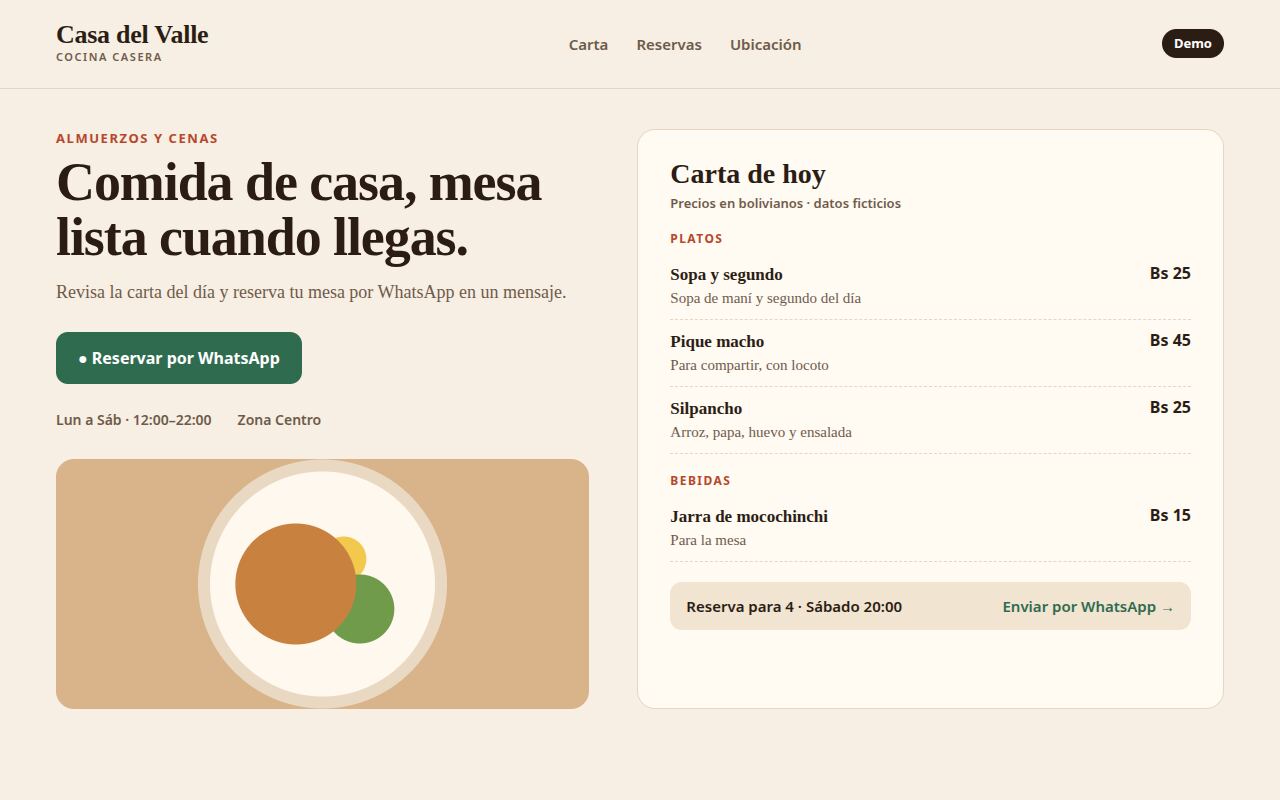 Casa del Valle
COCINA CASERA
Carta
Reservas
Ubicación
Demo
ALMUERZOS Y CENAS
Comida de casa, mesa
lista cuando llegas.
Revisa la carta del día y reserva tu mesa por WhatsApp en un mensaje.
● Reservar por WhatsApp
Lun a Sáb · 12:00–22:00
Zona Centro
Carta de hoy
Precios en bolivianos · datos ficticios
PLATOS
Sopa y segundo Bs 25
Sopa de maní y segundo del día
Pique macho Bs 45
Para compartir, con locoto
Silpancho Bs 25
Arroz, papa, huevo y ensalada
BEBIDAS
Jarra de mocochinchi Bs 15
Para la mesa
Reserva para 4 · Sábado 20:00 Enviar por WhatsApp →